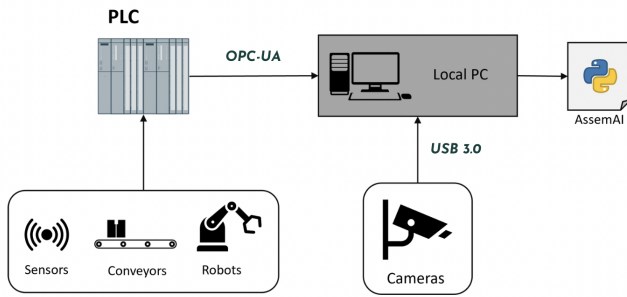 PLC
OPC-UA
Local PC
AssemAI
USB 3.0
Sensors
Conveyors
Robots
Cameras